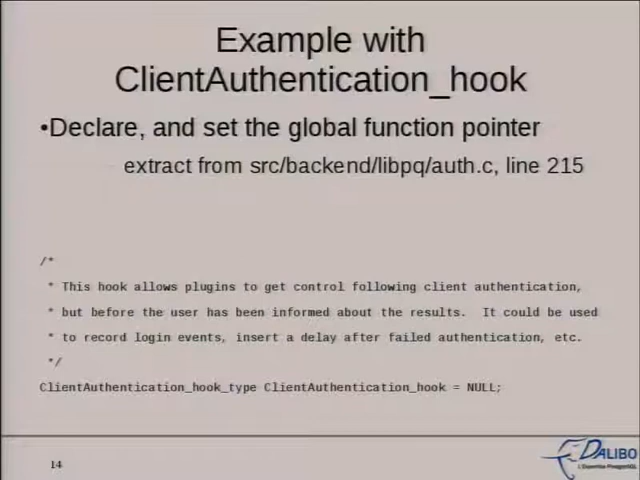 Example with
ClientAuthentication_hook
•Declare, and set the global function pointer
– extract from src/backend/libpq/auth.c, line 215
/*
* This hook allows plugins to get control following client authentication,
* but before the user has been informed about the results.  It could be used
* to record login events, insert a delay after failed authentication, etc.
*/
ClientAuthentication_hook_type ClientAuthentication_hook = NULL;
14
DALIBO
L'Expertise PostgreSQL